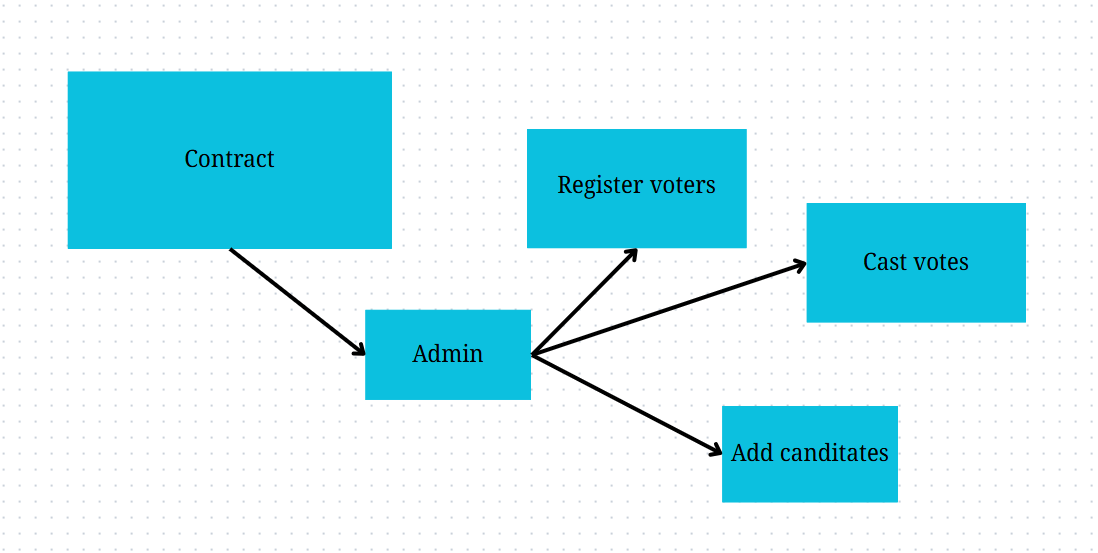 Contract
Register voters
Cast votes
Admin
Add canditates